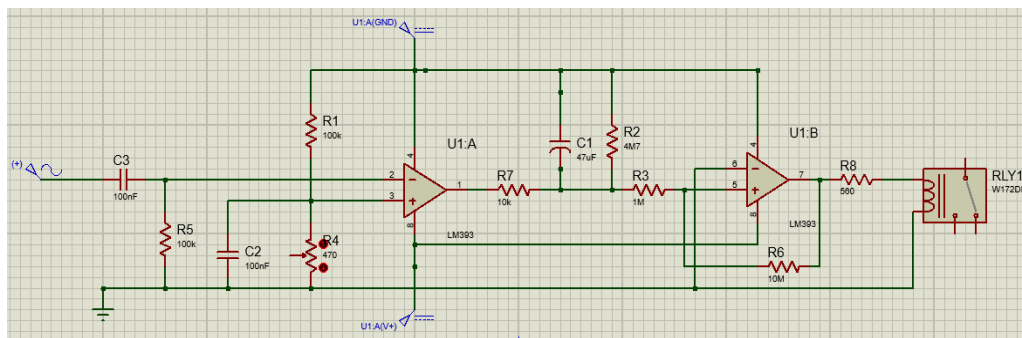 U1:A(GND)
R1
100k
U1:A
C1
47uF
R2
4M7
U1:B
C3
100nF
2
3
4
8
1
LM393
R7
10k
R3
1M
6
5
4
8
7
LM393
R8
560
RLY1
W172DI
(+)
R5
100k
C2
100nF
R4
470
R6
10M
U1:A(V+)